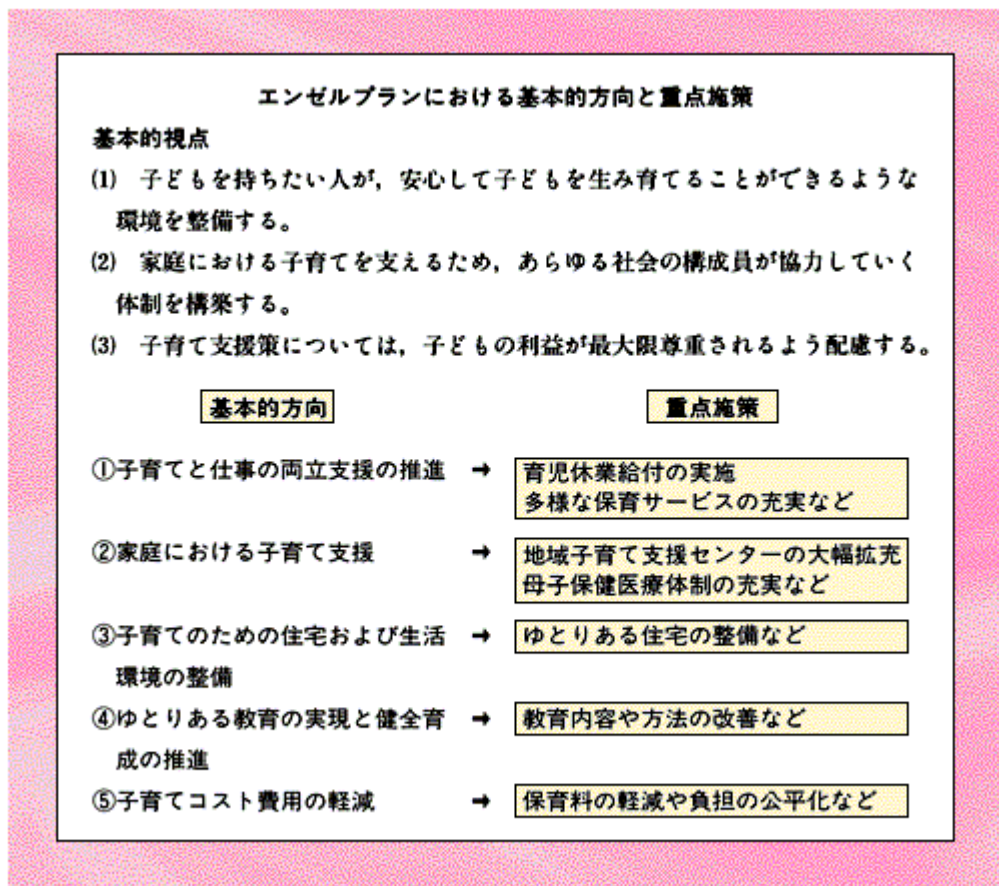 エンゼルプランにおける基本的方向と重点施策
基本的視点
⑴　子どもを持ちたい人が，安心して子どもを生み育てることができるような
環境を整備する。
⑵　家庭における子育てを支えるため，あらゆる社会の構成員が協力していく
体制を構築する。
⑶　子育て支援策については，子どもの利益が最大限尊重されるよう配慮する。
基本的方向　重点施策
①子育てと仕事の両立支援の推進　→　育児休業給付の実施
多様な保育サービスの充実など
②家庭における子育て支援　→　地域子育て支援センターの大幅拡充
母子保健医療体制の充実など
③子育てのための住宅および生活　→　ゆとりある住宅の整備など
環境の整備
④ゆとりある教育の実現と健全育　→　教育内容や方法の改善など
成の推進
⑤子育てコスト費用の軽減　→　保育料の軽減や負担の公平化など